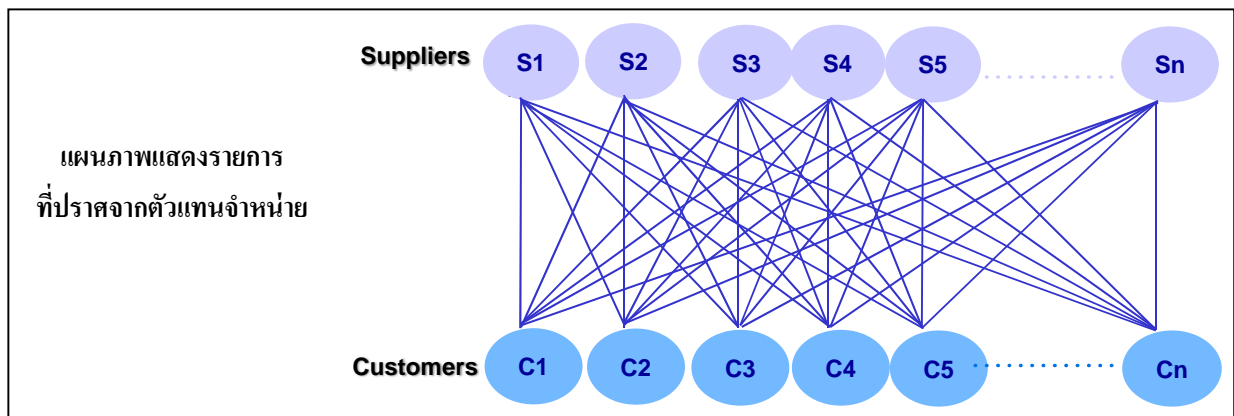 Suppliers S1 S2 S3 S4 S5 Sn
แผนภาพแสดงรายการ
ที่ปราศจากตัวแทนจำหน่าย
Customers C1 C2 C3 C4 C5 Cn